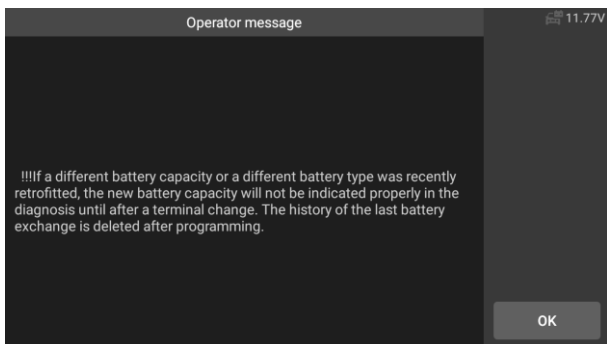 Operator message
11.77V
!!!If a different battery capacity or a different battery type was recently
retrofitted, the new battery capacity will not be indicated properly in the
diagnosis until after a terminal change. The history of the last battery
exchange is deleted after programming.
OK